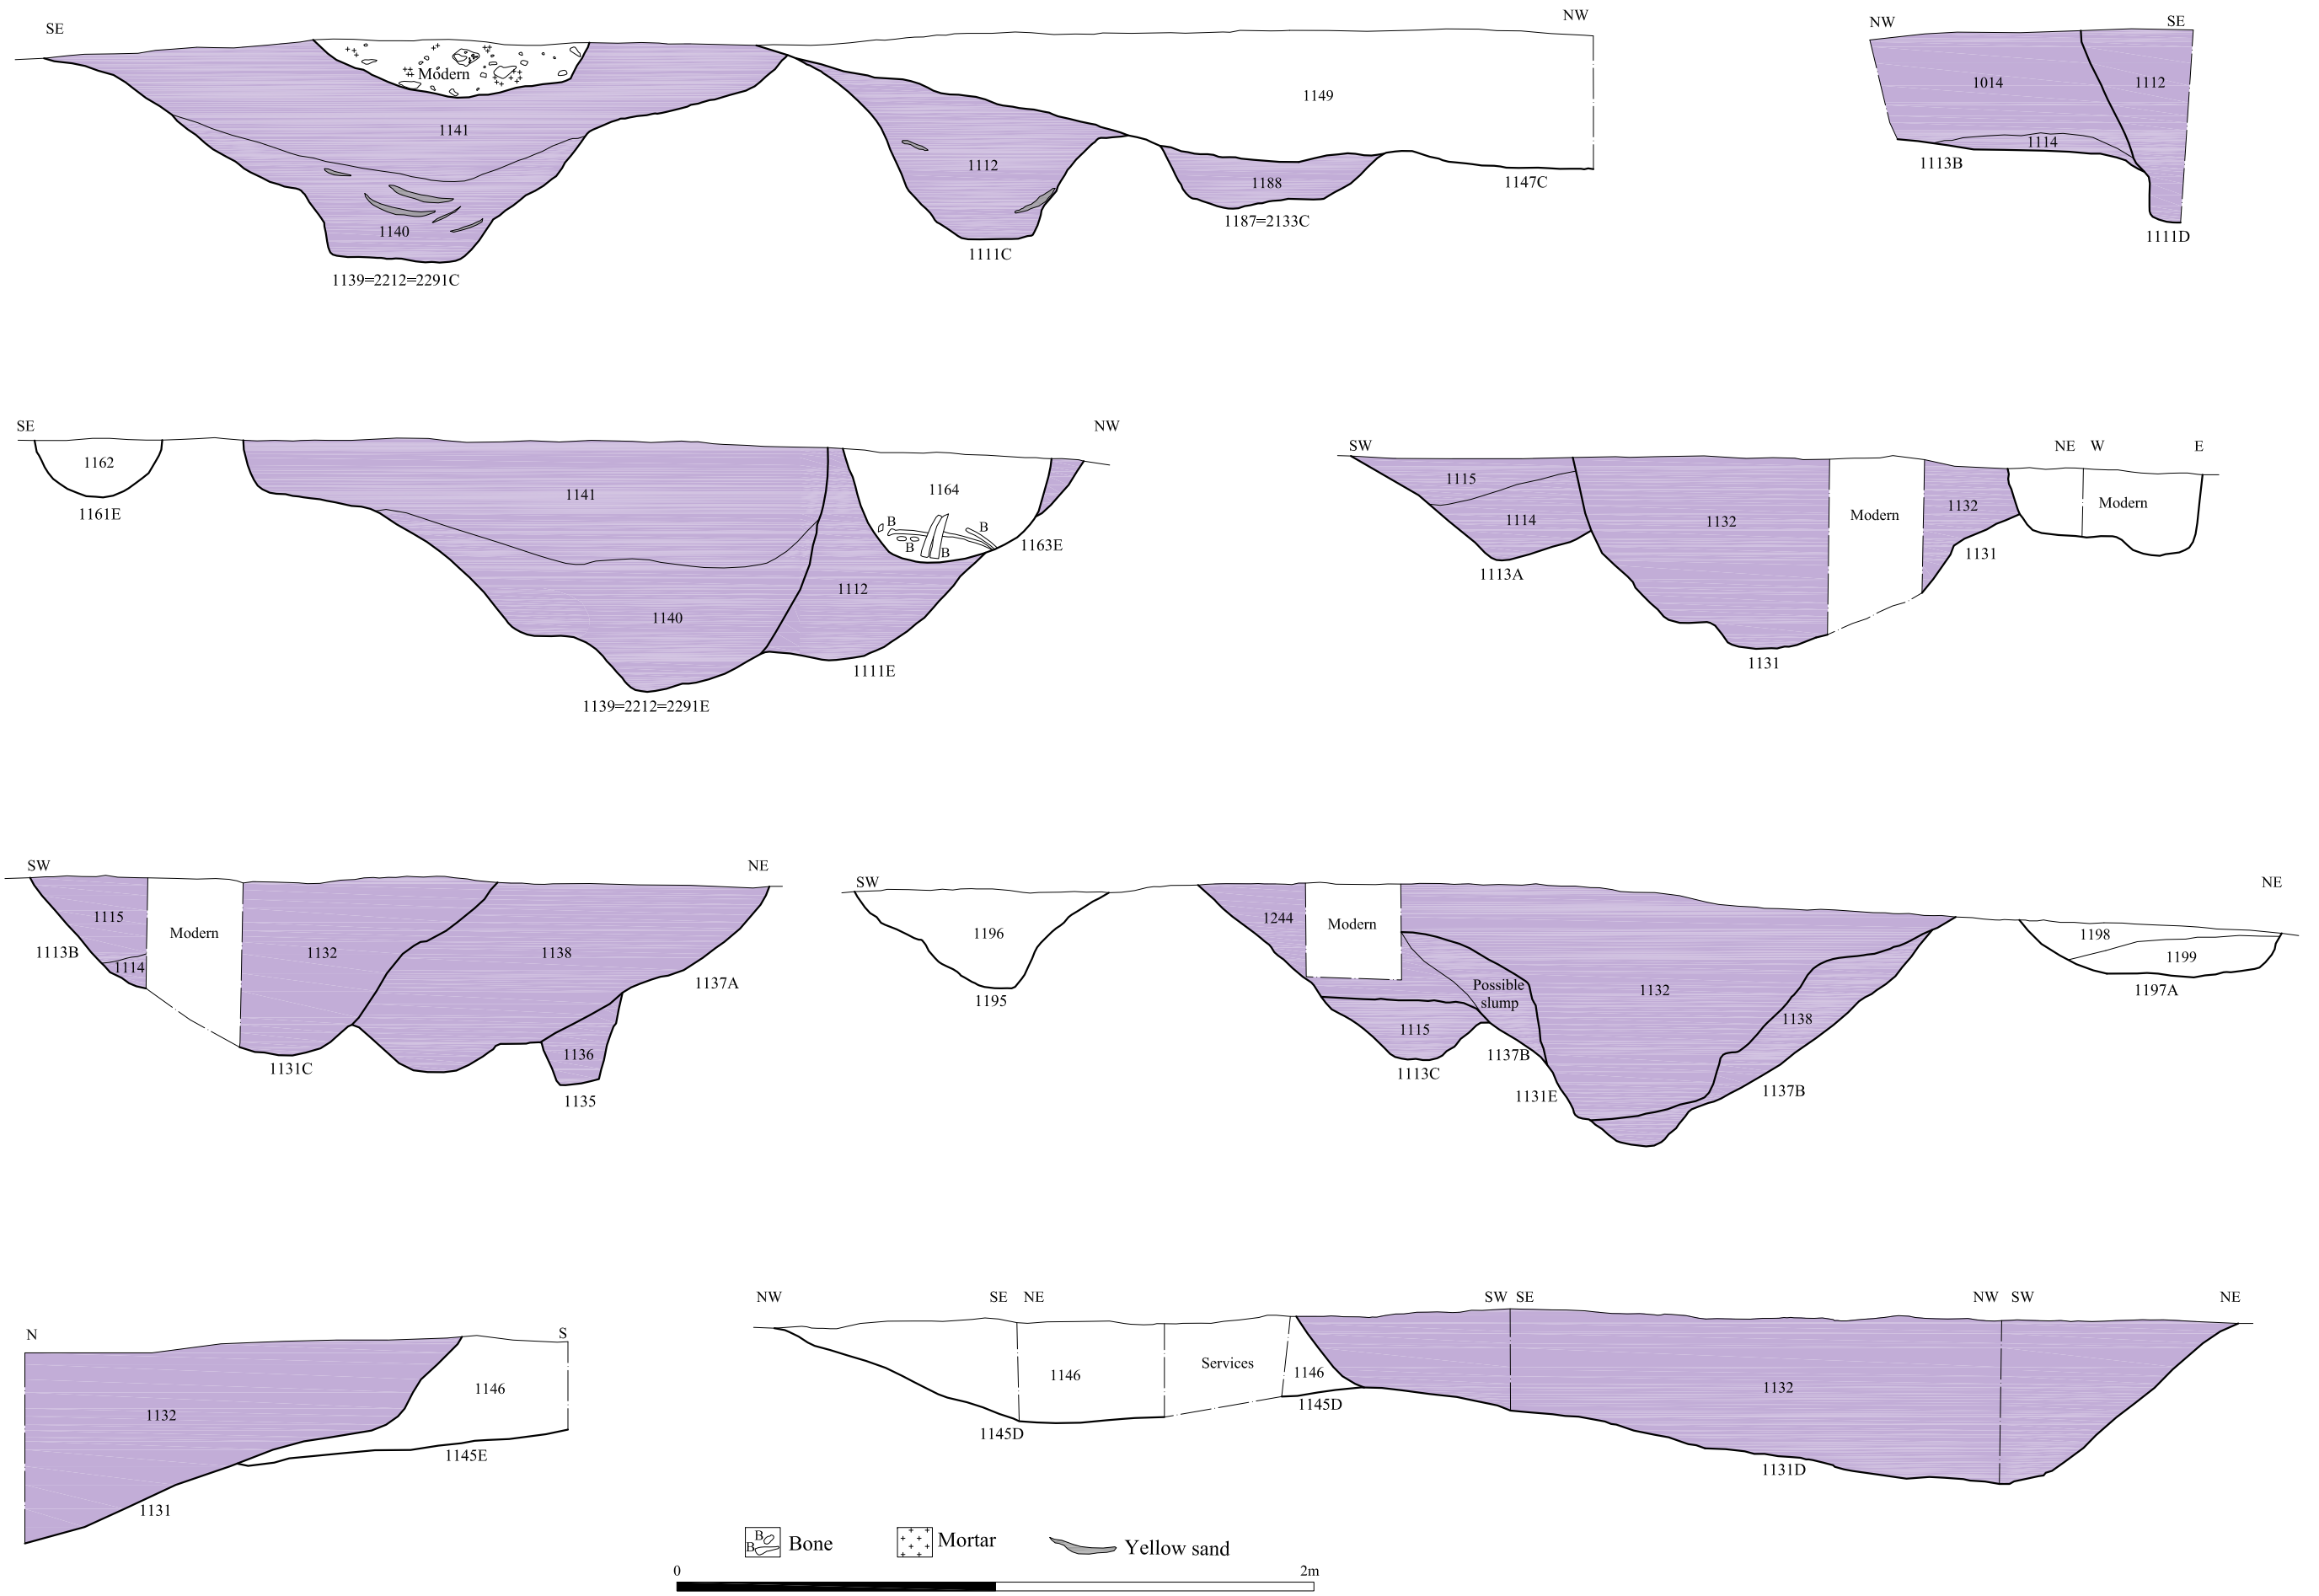 SE
NW
Modern
1141
1140
1139=2212=2291C
1112
1111C
1149
1188
1187=2133C
1147C
NW
SE
1014
1112
1114
1113B
1111D
SE
NW
1162
1161E
1141
1140
1139=2212=2291E
1112
1111E
1164
B
B
B
B
1163E
SW
NE W
E
1115
1114
1113A
1132
1131
Modern
1132
1131
Modern
SW
NE
1115
1113B
1114
Modern
1132
1131C
1138
1137A
1136
1135
SW
NE
1196
1195
1244
Modern
1115
1113C
Possible
slump
1137B
1131E
1132
1138
1137B
1198
1199
1197A
N
S
1132
1131
1146
1145E
NW
SE NE
SW SE
NW SW
NE
1146
1145D
Services
1146
1145D
1132
1131D
B
B
Bone
Mortar
Yellow sand
0
2m